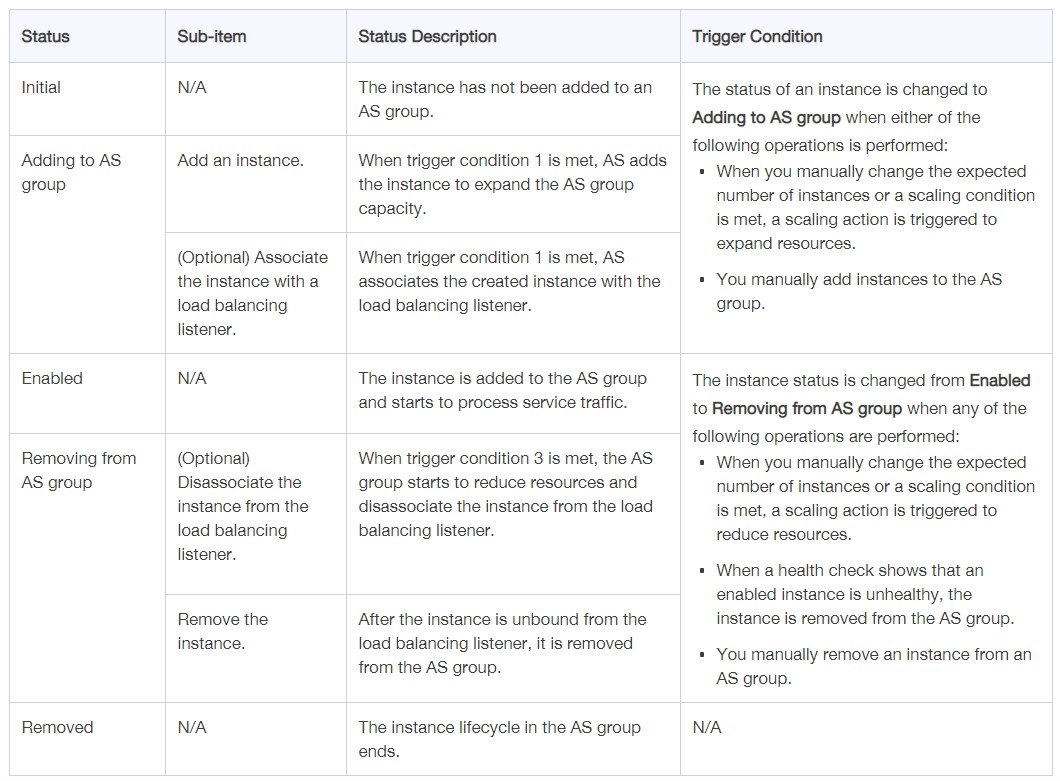 Status
Sub-item
Status Description
Trigger Condition
Initial
N/A
The instance has not been added to an
AS group.
The status of an instance is changed to
Adding to AS group when either of the
following operations is performed:
▪ When you manually change the expected
number of instances or a scaling condition
is met, a scaling action is triggered to
expand resources.
▪ You manually add instances to the AS
group.
Adding to AS
group
Add an instance.
When trigger condition 1 is met, AS adds
the instance to expand the AS group
capacity.
(Optional) Associate
the instance with a
load balancing
listener.
When trigger condition 1 is met, AS
associates the created instance with the
load balancing listener.
Enabled
N/A
The instance is added to the AS group
and starts to process service traffic.
The instance status is changed from Enabled
to Removing from AS group when any of the
following operations are performed:
▪ When you manually change the expected
number of instances or a scaling condition
is met, a scaling action is triggered to
reduce resources.
▪ When a health check shows that an
enabled instance is unhealthy, the
instance is removed from the AS group.
▪ You manually remove an instance from an
AS group.
Removing from
AS group
(Optional)
Disassociate the
instance from the
load balancing
listener.
When trigger condition 3 is met, the AS
group starts to reduce resources and
disassociate the instance from the load
balancing listener.
Remove the
instance.
After the instance is unbound from the
load balancing listener, it is removed
from the AS group.
Removed
N/A
The instance lifecycle in the AS group
ends.
N/A